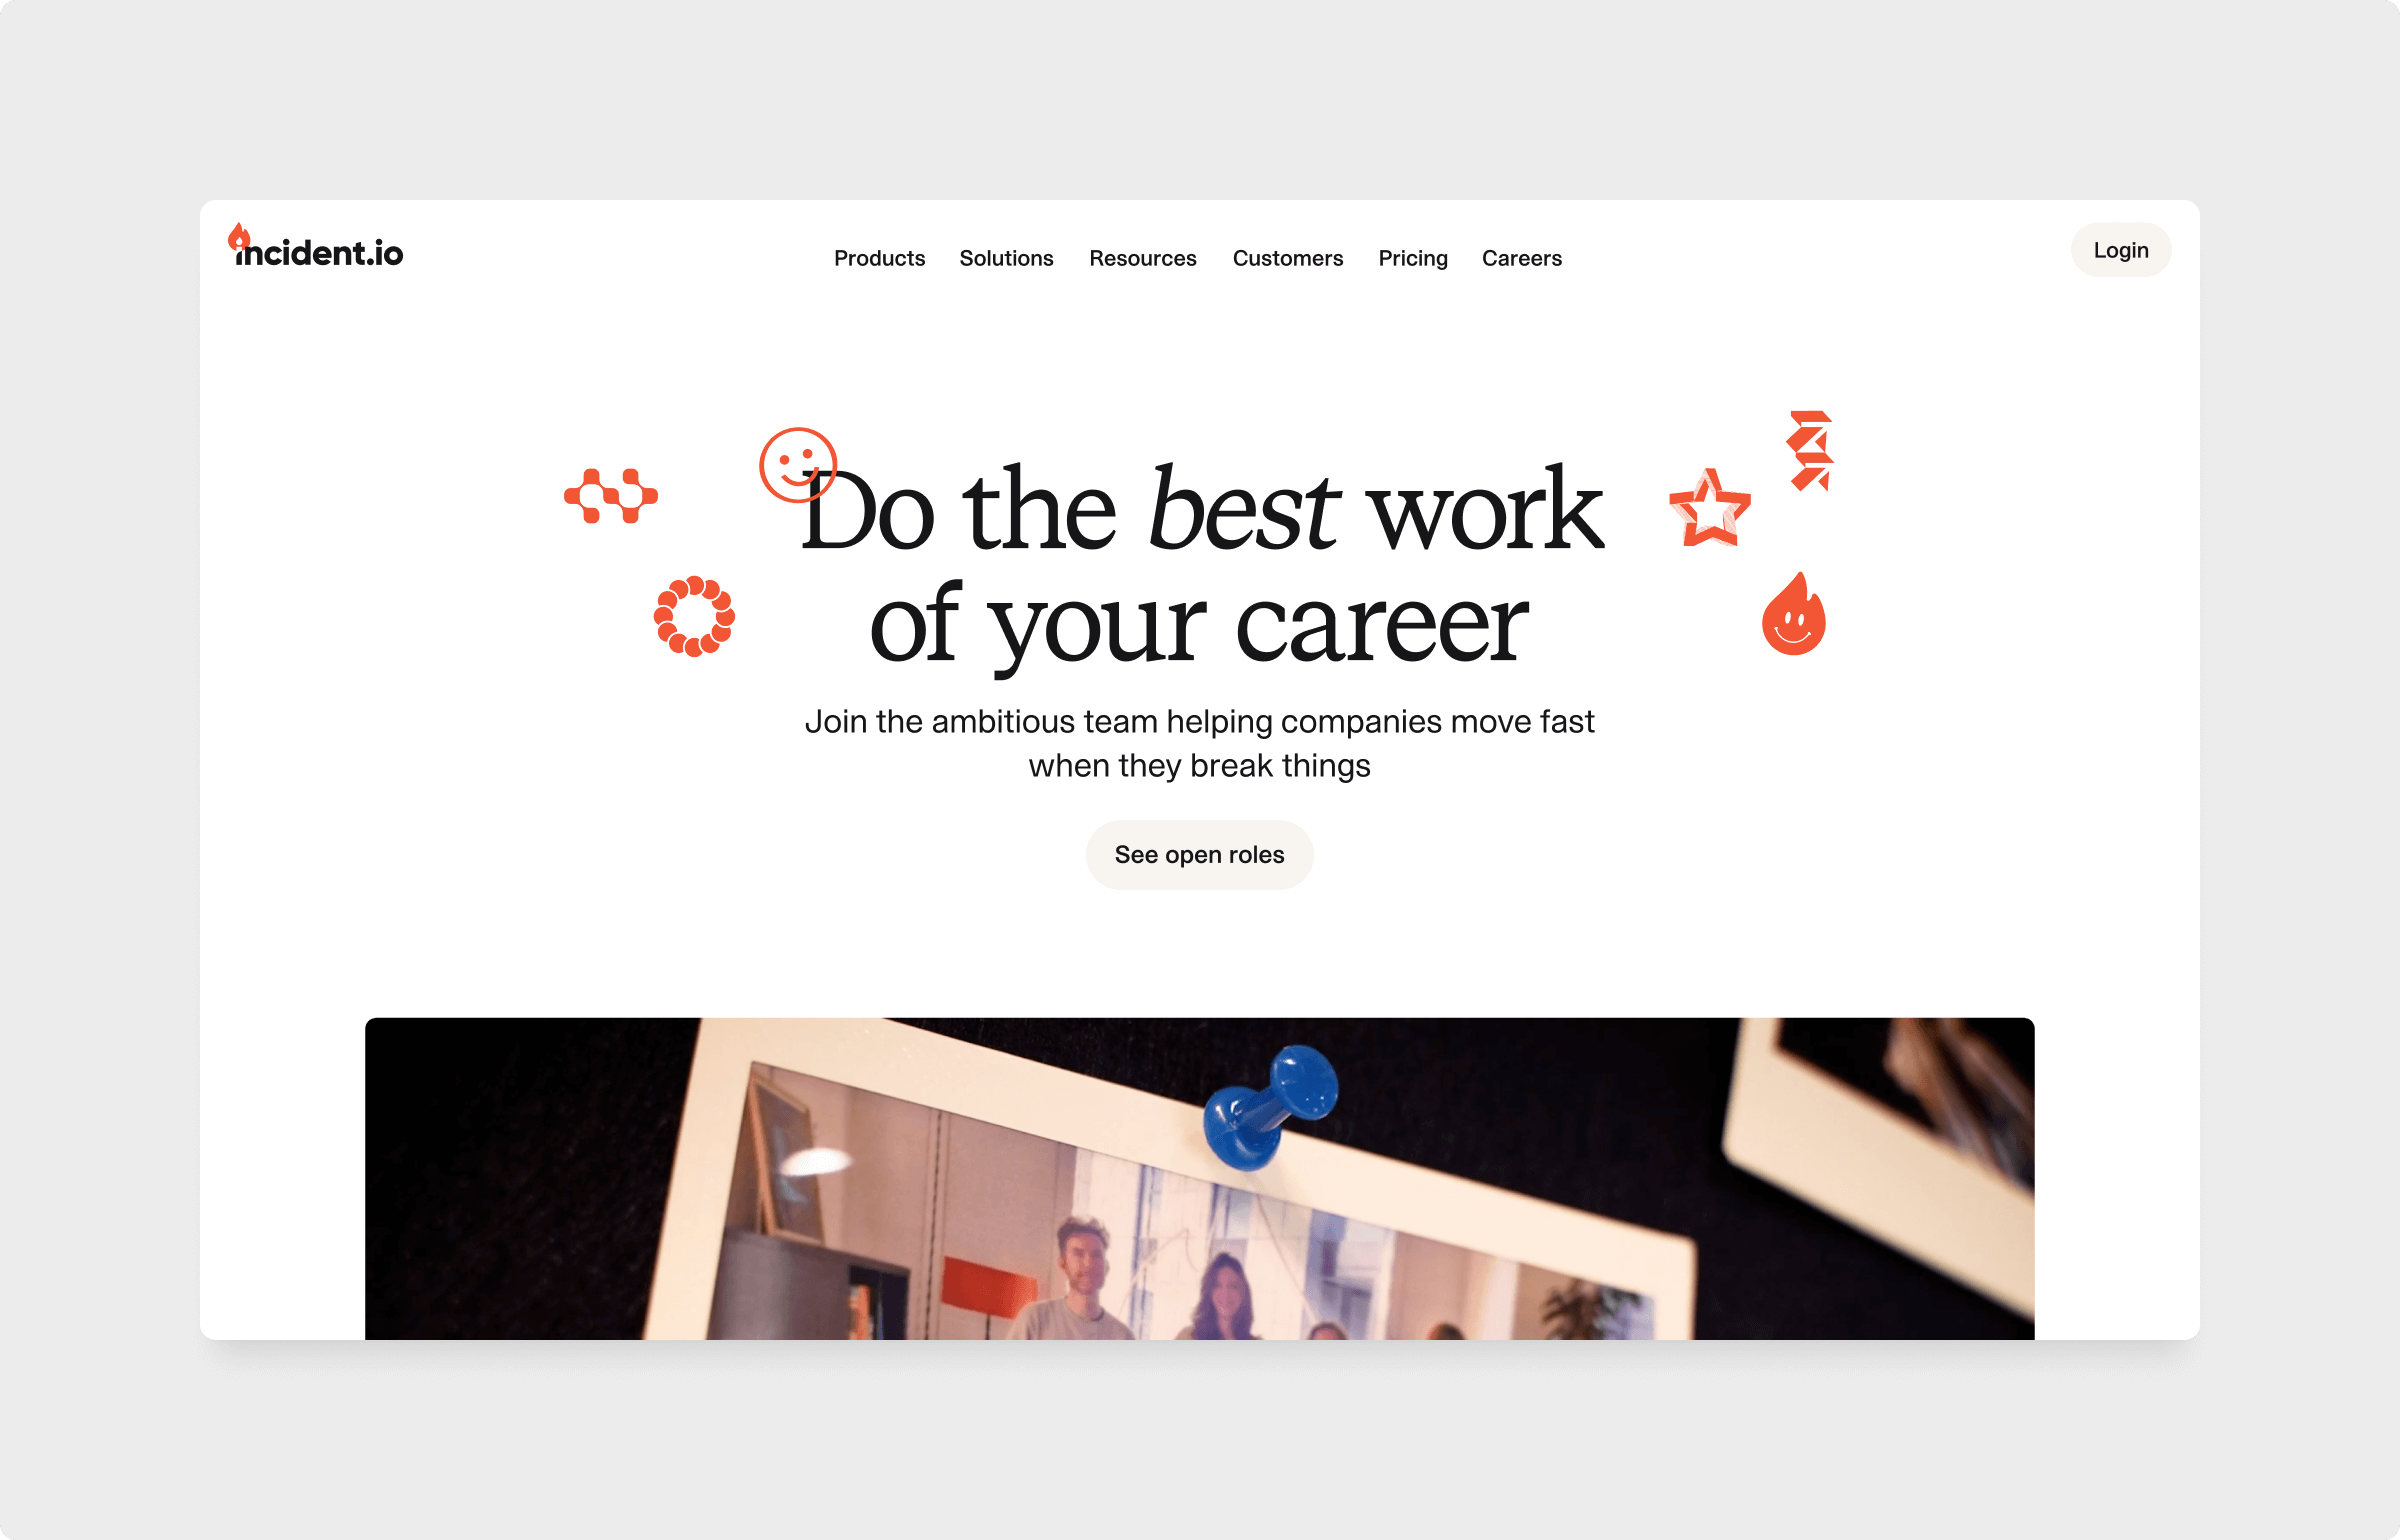 incident.io
Products
Solutions
Resources
Customers
Pricing
Careers
Login
Do the best work
of your career
Join the ambitious team helping companies move fast
when they break things
See open roles